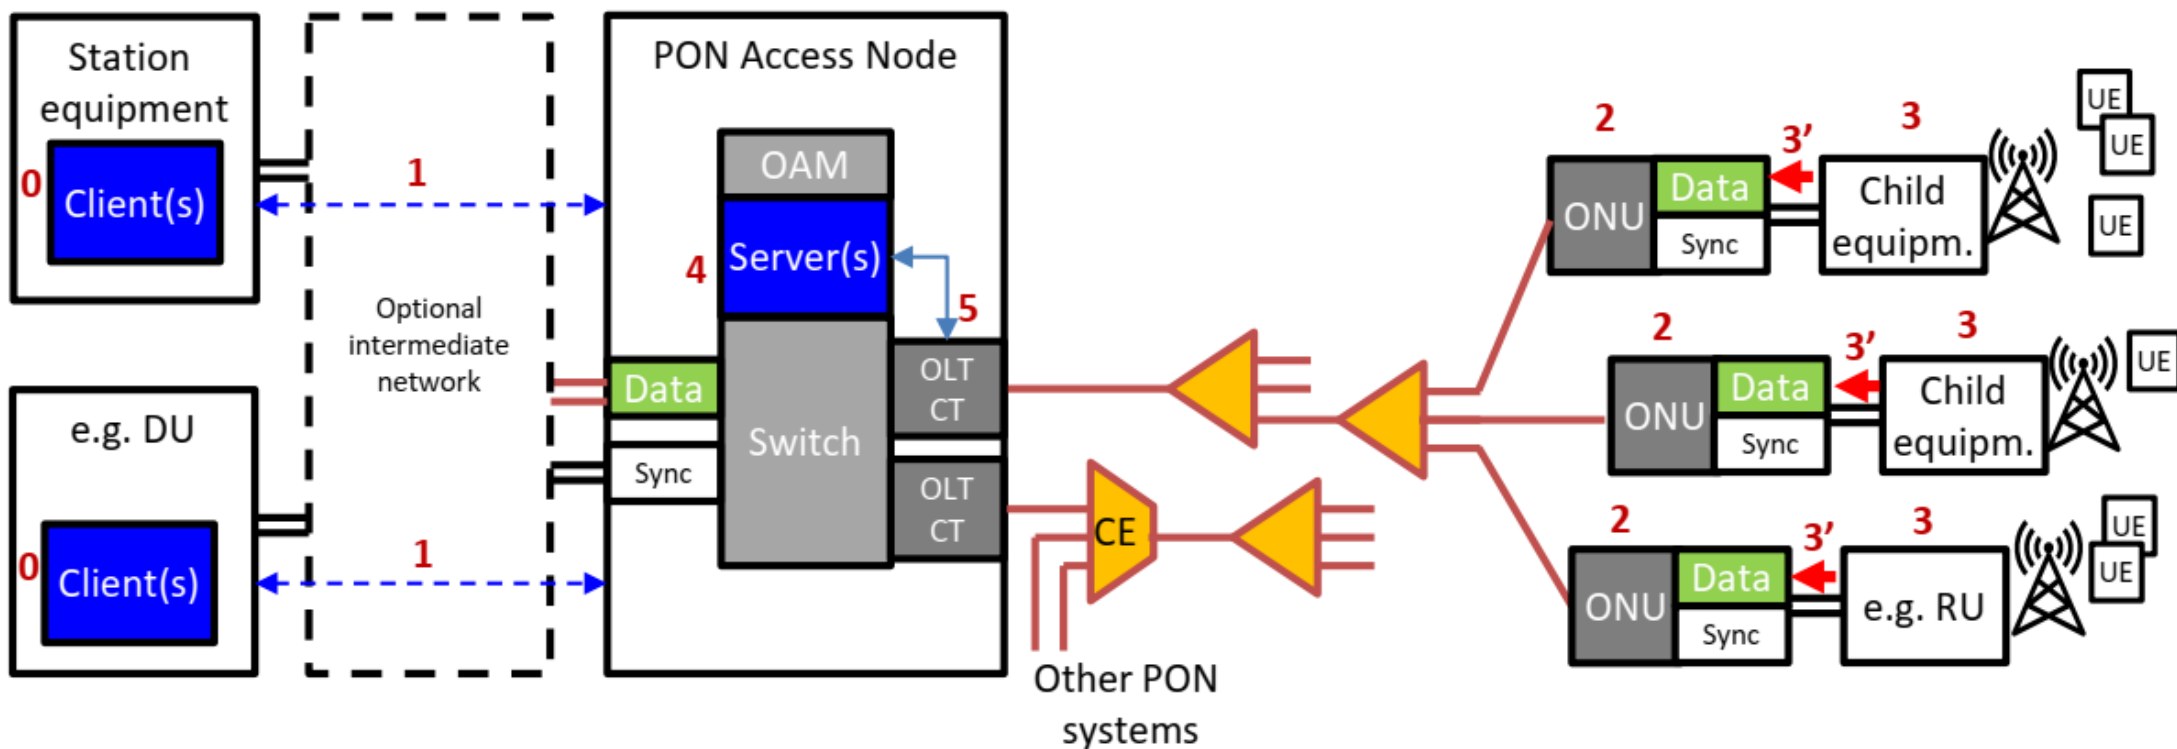 Station
equipment
0
Client(s)
e.g. DU
0
Client(s)
1
Optional
intermediate
network
1
PON Access Node
OAM
Server(s)
4
5
Data
Sync
Switch
OLT
CT
OLT
CT
CE
Other PON
systems
2
3’
3
ONU
Data
Sync
Child
equipm.
UE
UE
UE
2
3’
3
ONU
Data
Sync
Child
equipm.
UE
2
3’
3
ONU
Data
Sync
e.g. RU
UE
UE